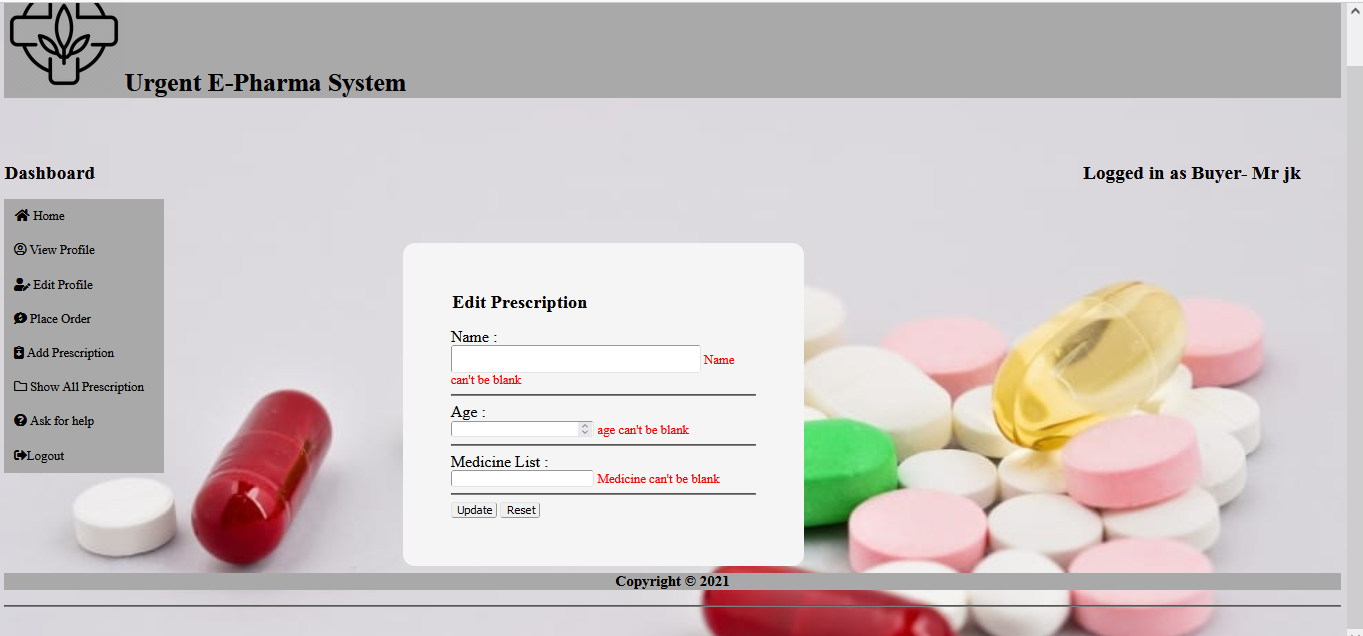 Urgent E-Pharma System
Dashboard
Logged in as Buyer- Mr jk
Home
View Profile
Edit Profile
Place Order
Add Prescription
Show All Prescription
Ask for help
Logout
Edit Prescription
Name :
Name
can't be blank
Age :
age can't be blank
Medicine List :
Medicine can't be blank
Update Reset
Copyright © 2021